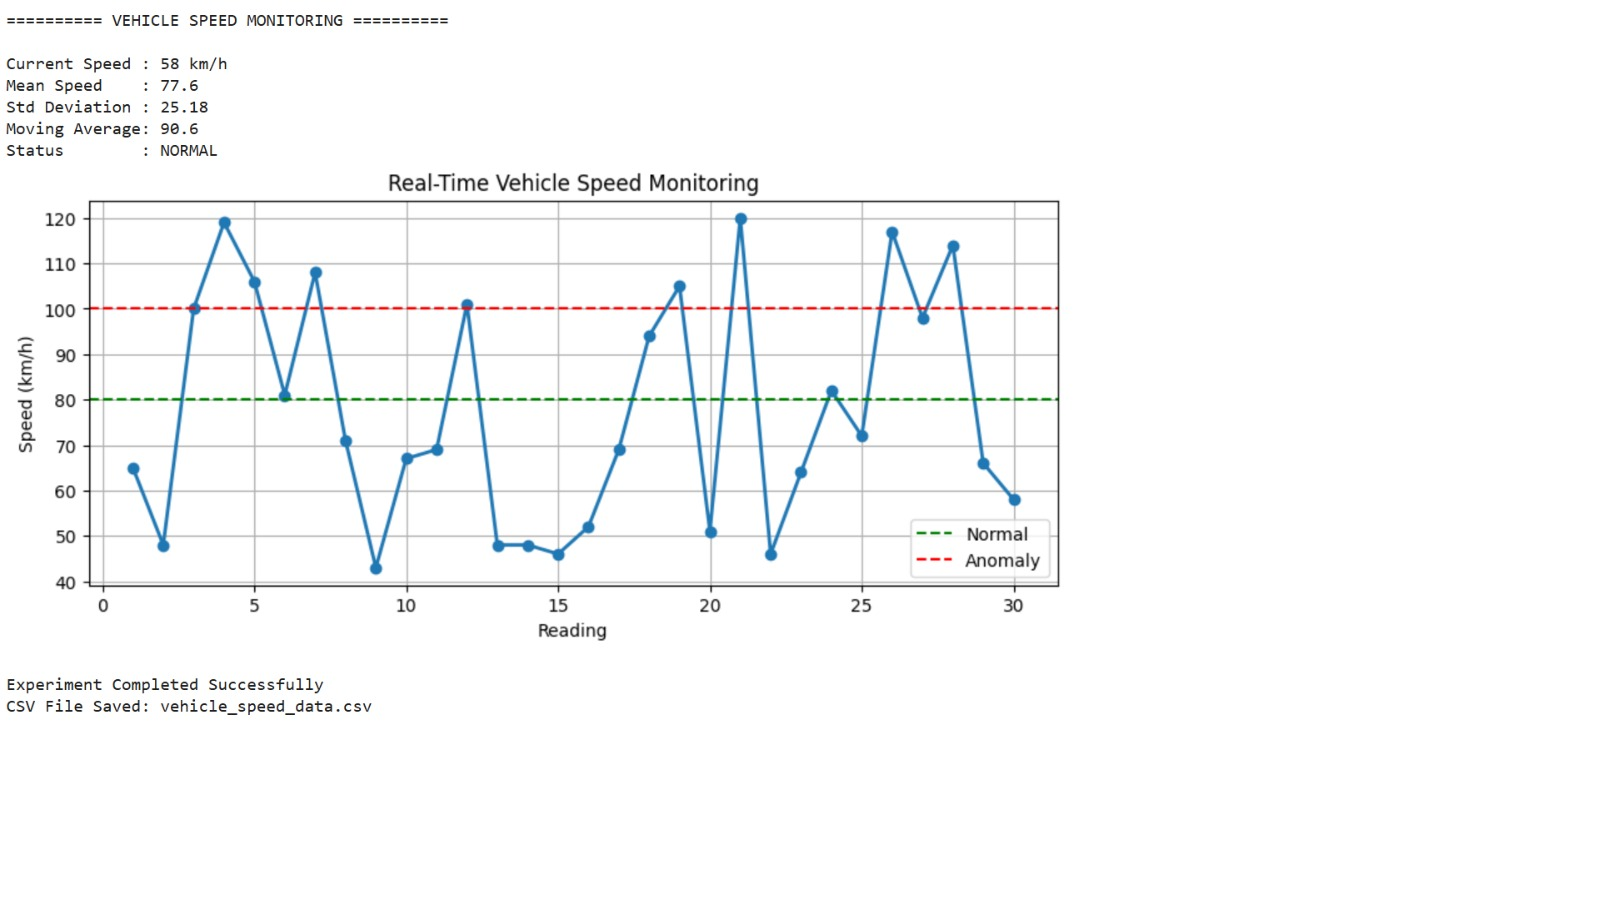 ========== VEHICLE SPEED MONITORING ==========
Current Speed : 58 km/h
Mean Speed    : 77.6
Std Deviation : 25.18
Moving Average: 90.6
Status        : NORMAL
Real-Time Vehicle Speed Monitoring
120
110
100
90
80
70
60
50
40
Speed (km/h)
Normal
Anomaly
0 5 10 15 20 25 30
Reading
Experiment Completed Successfully
CSV File Saved: vehicle_speed_data.csv